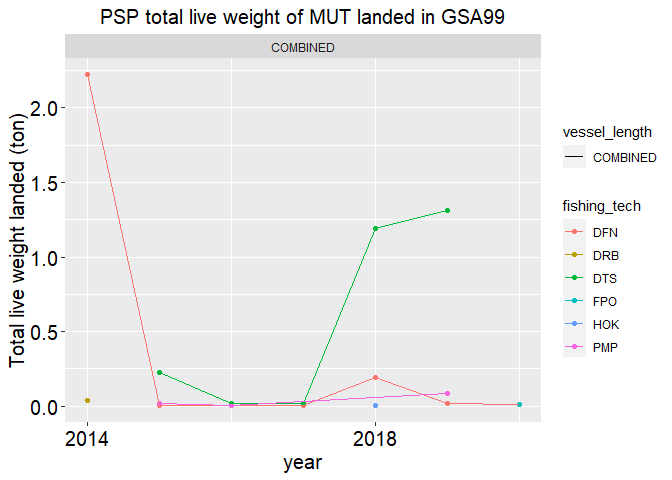 PSP total live weight of MUT landed in GSA99
COMBINED
Total live weight landed (ton)
2.0
1.5
1.0
0.5
0.0
2014
2018
year
vessel_length
COMBINED
fishing_tech
DFN
DRB
DTS
FPO
HOK
PMP